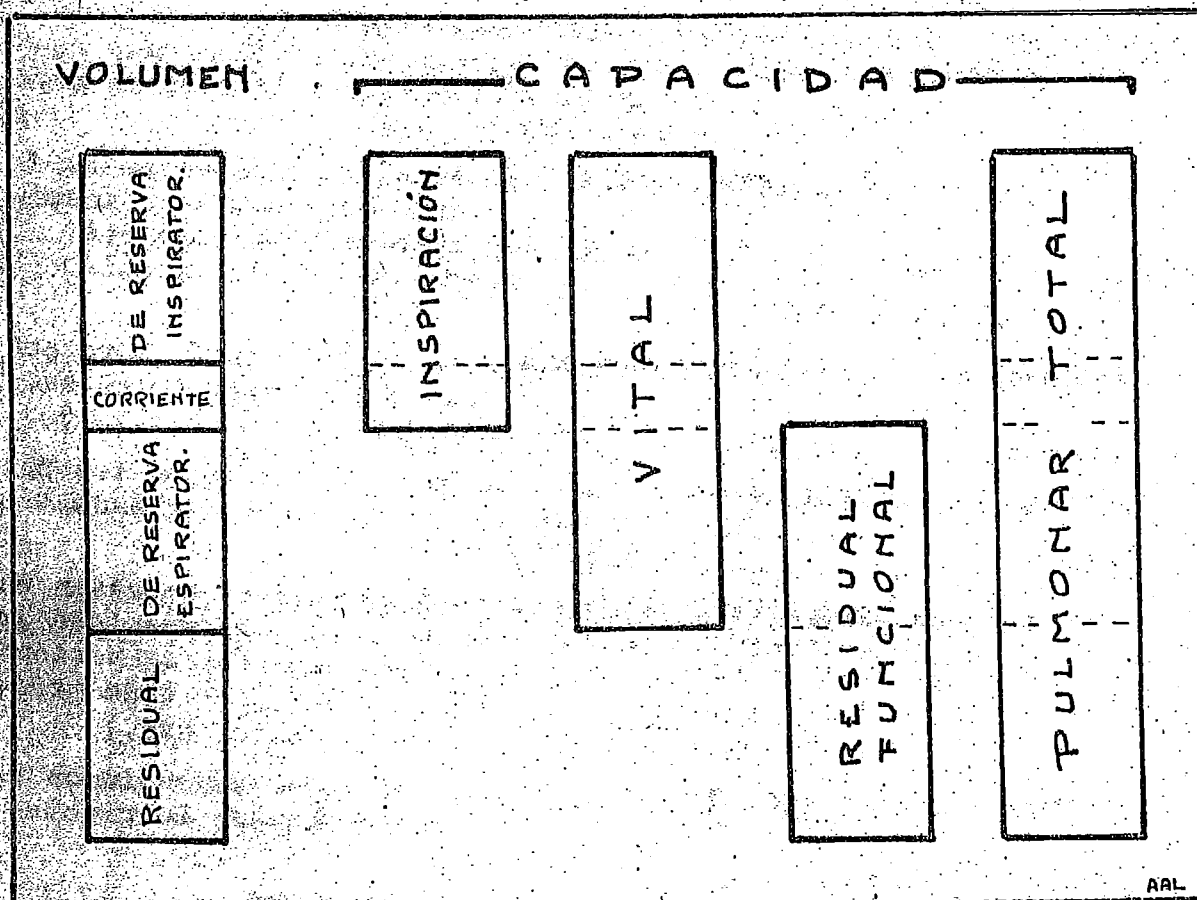 VOLUMEN
CAPACIDAD
DE RESERVA
INSPIRATOR.
CORRIENTE
DE RESERVA
ESPIRATOR.
RESIDUAL
INSPIRACIÓN
VITAL
RESIDUAL
FUNCIONAL
PULMONAR TOTAL
AAL